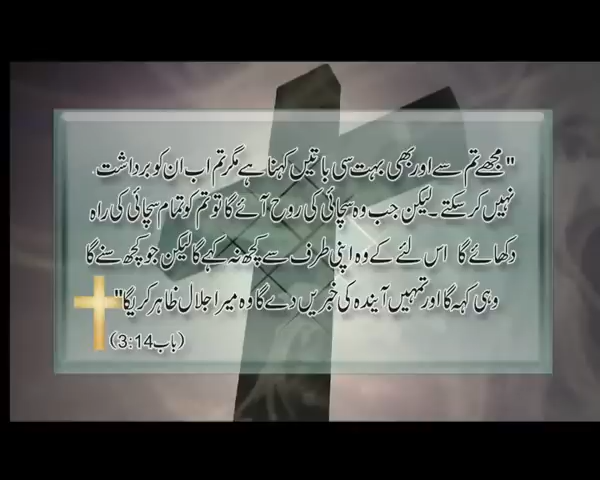 "مجھے تم سے اور بھی بہت سی باتیں کہنا ہے مگر تم اب ان کو برداشت
نہیں کر سکتے۔ لیکن جب وہ سچائی کی روح آئے گا تو تم کو تمام سچائی کی راہ
دکھائے گا اس لئے کے وہ اپنی طرف سے کچھ نہ کہے گا لیکن جو کچھ سنے گا
وہی کہہ گا اور تمہیں آیندہ کی خبریں دے گا وہ میرا جلال ظاہر کریگا"
(باب 3:14)